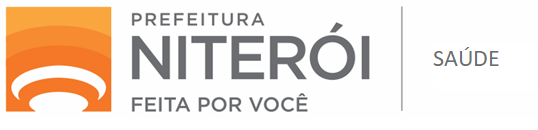 PREFEITURA
NITERÓI
FEITA POR VOCÊ
SAÚDE